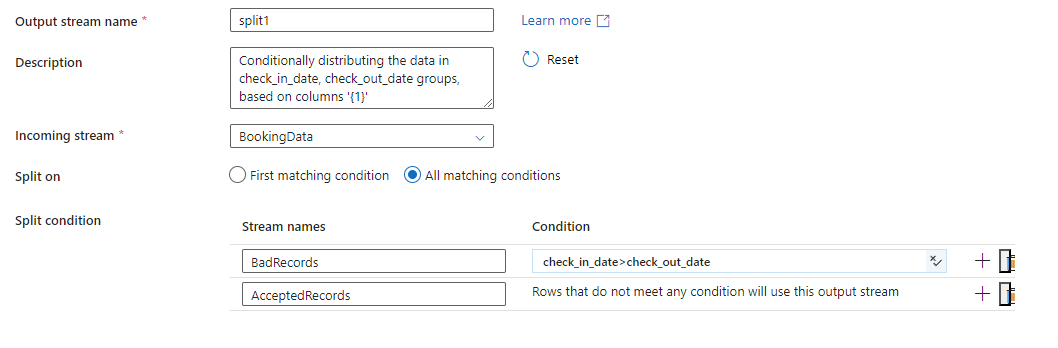 Output stream name *
split1
Learn more
Description
Conditionally distributing the data in
check_in_date, check_out_date groups,
based on columns '{1}'
Reset
Incoming stream *
BookingData
Split on
First matching condition
All matching conditions
Split condition
Stream names
Condition
BadRecords
check_in_date>check_out_date
AcceptedRecords
Rows that do not meet any condition will use this output stream